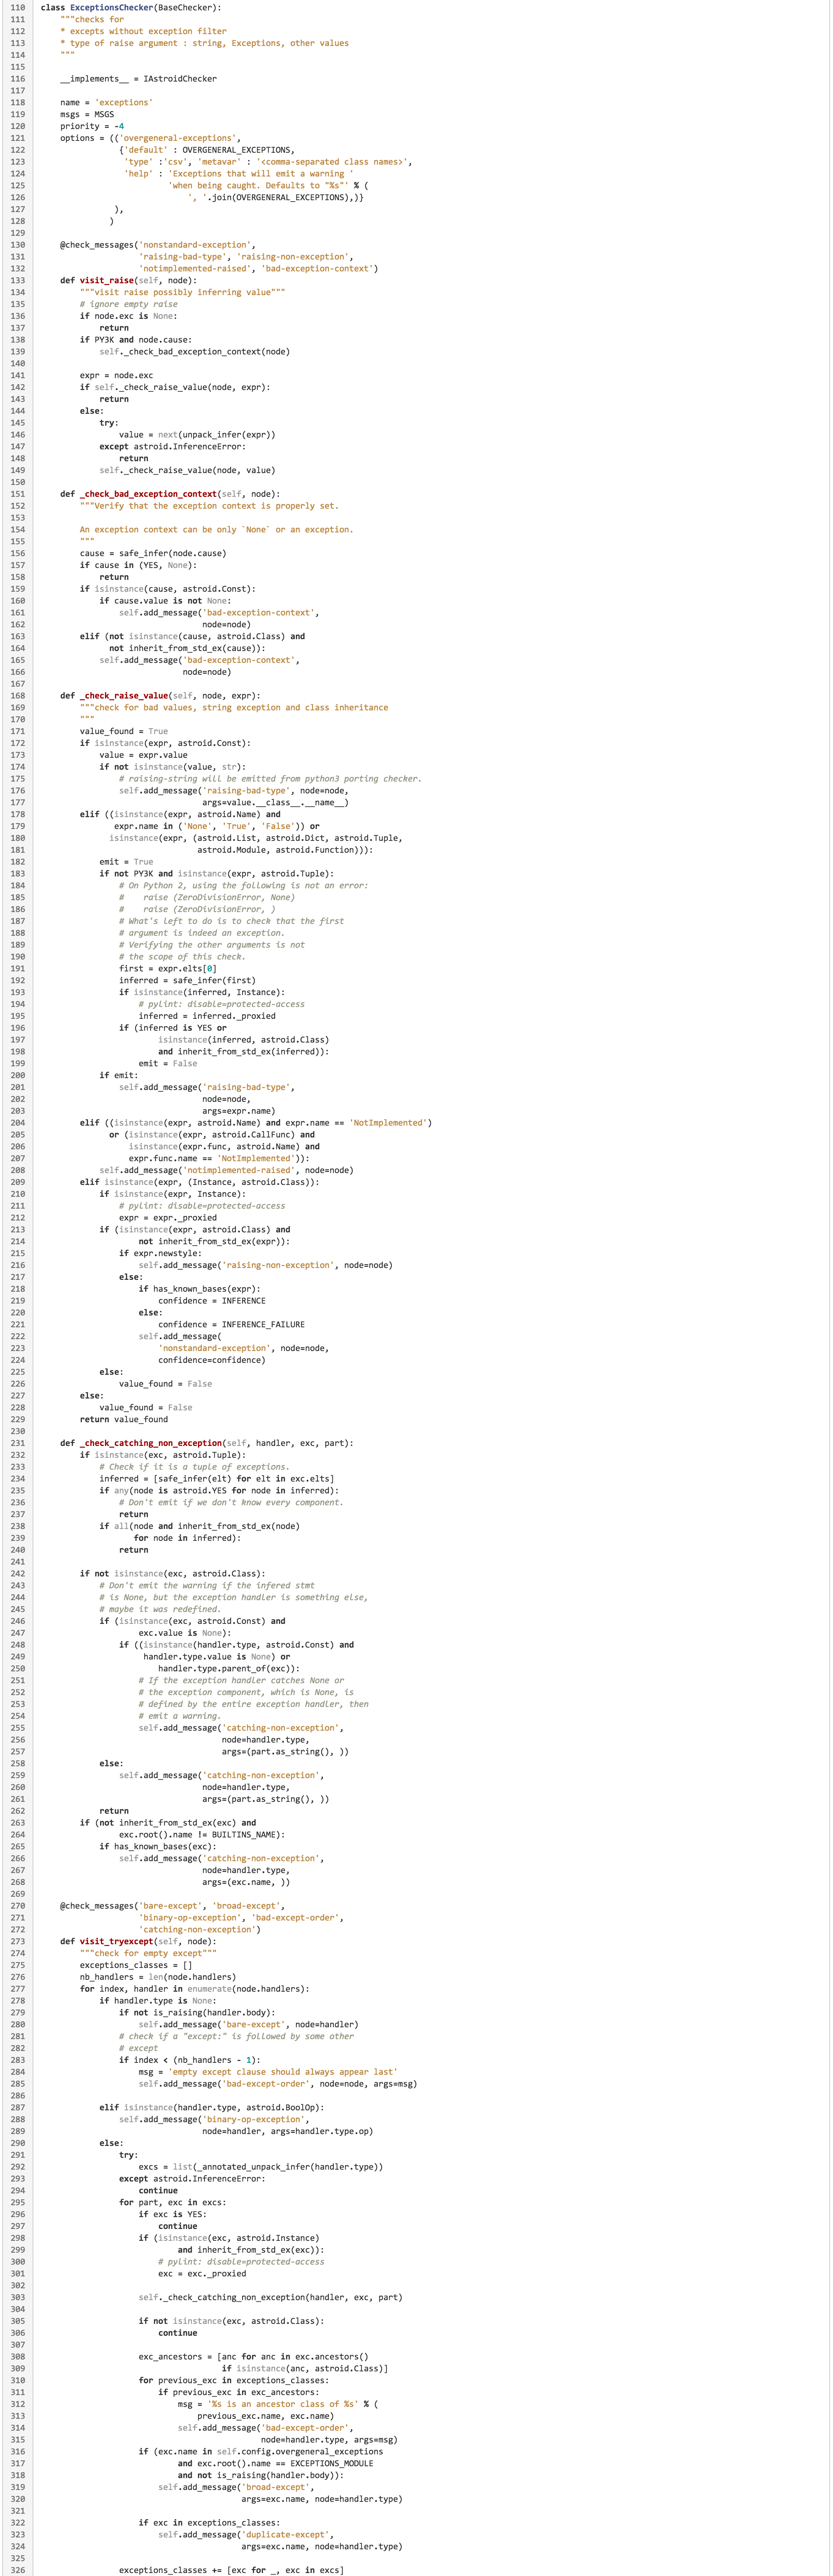 110 class ExceptionsChecker(BaseChecker):
111     """checks for
112     * excepts without exception filter
113     * type of raise argument : string, Exceptions, other values
114     """
115
116     __implements__ = IAstroidChecker
117
118     name = 'exceptions'
119     msgs = MSGS
120     priority = -4
121     options = (('overgeneral-exceptions',
122                 {'default' : OVERGENERAL_EXCEPTIONS,
123                  'type' :'csv', 'metavar' : '<comma-separated class names>',
124                  'help' : 'Exceptions that will emit a warning '
125                           'when being caught. Defaults to "%s"' % (
126                               ', '.join(OVERGENERAL_EXCEPTIONS),)}
127                ),
128               )
129
130     @check_messages('nonstandard-exception',
131                     'raising-bad-type', 'raising-non-exception',
132                     'notimplemented-raised', 'bad-exception-context')
133     def visit_raise(self, node):
134         """visit raise possibly inferring value"""
135         # ignore empty raise
136         if node.exc is None:
137             return
138         if PY3K and node.cause:
139             self._check_bad_exception_context(node)
140
141         expr = node.exc
142         if self._check_raise_value(node, expr):
143             return
144         else:
145             try:
146                 value = next(unpack_infer(expr))
147             except astroid.InferenceError:
148                 return
149             self._check_raise_value(node, value)
150
151     def _check_bad_exception_context(self, node):
152         """Verify that the exception context is properly set.
153
154         An exception context can be only `None` or an exception.
155         """
156         cause = safe_infer(node.cause)
157         if cause in (YES, None):
158             return
159         if isinstance(cause, astroid.Const):
160             if cause.value is not None:
161                 self.add_message('bad-exception-context',
162                                  node=node)
163         elif (not isinstance(cause, astroid.Class) and
164               not inherit_from_std_ex(cause)):
165             self.add_message('bad-exception-context',
166                              node=node)
167
168     def _check_raise_value(self, node, expr):
169         """check for bad values, string exception and class inheritance
170         """
171         value_found = True
172         if isinstance(expr, astroid.Const):
173             value = expr.value
174             if not isinstance(value, str):
175                 # raising-string will be emitted from python3 porting checker.
176                 self.add_message('raising-bad-type', node=node,
177                                  args=value.__class__.__name__)
178         elif ((isinstance(expr, astroid.Name) and
179                expr.name in ('None', 'True', 'False')) or
180               isinstance(expr, (astroid.List, astroid.Dict, astroid.Tuple,
181                                 astroid.Module, astroid.Function))):
182             emit = True
183             if not PY3K and isinstance(expr, astroid.Tuple):
184                 # On Python 2, using the following is not an error:
185                 #    raise (ZeroDivisionError, None)
186                 #    raise (ZeroDivisionError, )
187                 # What's left to do is to check that the first
188                 # argument is indeed an exception.
189                 # Verifying the other arguments is not
190                 # the scope of this check.
191                 first = expr.elts[0]
192                 inferred = safe_infer(first)
193                 if isinstance(inferred, Instance):
194                     # pylint: disable=protected-access
195                     inferred = inferred._proxied
196                 if (inferred is YES or
197                         isinstance(inferred, astroid.Class)
198                         and inherit_from_std_ex(inferred)):
199                     emit = False
200             if emit:
201                 self.add_message('raising-bad-type',
202                                  node=node,
203                                  args=expr.name)
204         elif ((isinstance(expr, astroid.Name) and expr.name == 'NotImplemented')
205               or (isinstance(expr, astroid.CallFunc) and
206                   isinstance(expr.func, astroid.Name) and
207                   expr.func.name == 'NotImplemented')):
208             self.add_message('notimplemented-raised', node=node)
209         elif isinstance(expr, (Instance, astroid.Class)):
210             if isinstance(expr, Instance):
211                 # pylint: disable=protected-access
212                 expr = expr._proxied
213             if (isinstance(expr, astroid.Class) and
214                     not inherit_from_std_ex(expr)):
215                 if expr.newstyle:
216                     self.add_message('raising-non-exception', node=node)
217                 else:
218                     if has_known_bases(expr):
219                         confidence = INFERENCE
220                     else:
221                         confidence = INFERENCE_FAILURE
222                     self.add_message(
223                         'nonstandard-exception', node=node,
224                         confidence=confidence)
225             else:
226                 value_found = False
227         else:
228             value_found = False
229         return value_found
230
231     def _check_catching_non_exception(self, handler, exc, part):
232         if isinstance(exc, astroid.Tuple):
233             # Check if it is a tuple of exceptions.
234             inferred = [safe_infer(elt) for elt in exc.elts]
235             if any(node is astroid.YES for node in inferred):
236                 # Don't emit if we don't know every component.
237                 return
238             if all(node and inherit_from_std_ex(node)
239                    for node in inferred):
240                 return
241
242         if not isinstance(exc, astroid.Class):
243             # Don't emit the warning if the infered stmt
244             # is None, but the exception handler is something else,
245             # maybe it was redefined.
246             if (isinstance(exc, astroid.Const) and
247                     exc.value is None):
248                 if ((isinstance(handler.type, astroid.Const) and
249                      handler.type.value is None) or
250                         handler.type.parent_of(exc)):
251                     # If the exception handler catches None or
252                     # the exception component, which is None, is
253                     # defined by the entire exception handler, then
254                     # emit a warning.
255                     self.add_message('catching-non-exception',
256                                      node=handler.type,
257                                      args=(part.as_string(), ))
258             else:
259                 self.add_message('catching-non-exception',
260                                  node=handler.type,
261                                  args=(part.as_string(), ))
262             return
263         if (not inherit_from_std_ex(exc) and
264                 exc.root().name != BUILTINS_NAME):
265             if has_known_bases(exc):
266                 self.add_message('catching-non-exception',
267                                  node=handler.type,
268                                  args=(exc.name, ))
269
270     @check_messages('bare-except', 'broad-except',
271                     'binary-op-exception', 'bad-except-order',
272                     'catching-non-exception')
273     def visit_tryexcept(self, node):
274         """check for empty except"""
275         exceptions_classes = []
276         nb_handlers = len(node.handlers)
277         for index, handler in enumerate(node.handlers):
278             if handler.type is None:
279                 if not is_raising(handler.body):
280                     self.add_message('bare-except', node=handler)
281                 # check if a "except:" is followed by some other
282                 # except
283                 if index < (nb_handlers - 1):
284                     msg = 'empty except clause should always appear last'
285                     self.add_message('bad-except-order', node=node, args=msg)
286
287             elif isinstance(handler.type, astroid.BoolOp):
288                 self.add_message('binary-op-exception',
289                                  node=handler, args=handler.type.op)
290             else:
291                 try:
292                     excs = list(_annotated_unpack_infer(handler.type))
293                 except astroid.InferenceError:
294                     continue
295                 for part, exc in excs:
296                     if exc is YES:
297                         continue
298                     if (isinstance(exc, astroid.Instance)
299                             and inherit_from_std_ex(exc)):
300                         # pylint: disable=protected-access
301                         exc = exc._proxied
302
303                     self._check_catching_non_exception(handler, exc, part)
304
305                     if not isinstance(exc, astroid.Class):
306                         continue
307
308                     exc_ancestors = [anc for anc in exc.ancestors()
309                                      if isinstance(anc, astroid.Class)]
310                     for previous_exc in exceptions_classes:
311                         if previous_exc in exc_ancestors:
312                             msg = '%s is an ancestor class of %s' % (
313                                 previous_exc.name, exc.name)
314                             self.add_message('bad-except-order',
315                                              node=handler.type, args=msg)
316                     if (exc.name in self.config.overgeneral_exceptions
317                             and exc.root().name == EXCEPTIONS_MODULE
318                             and not is_raising(handler.body)):
319                         self.add_message('broad-except',
320                                          args=exc.name, node=handler.type)
321
322                     if exc in exceptions_classes:
323                         self.add_message('duplicate-except',
324                                          args=exc.name, node=handler.type)
325
326                 exceptions_classes += [exc for _, exc in excs]